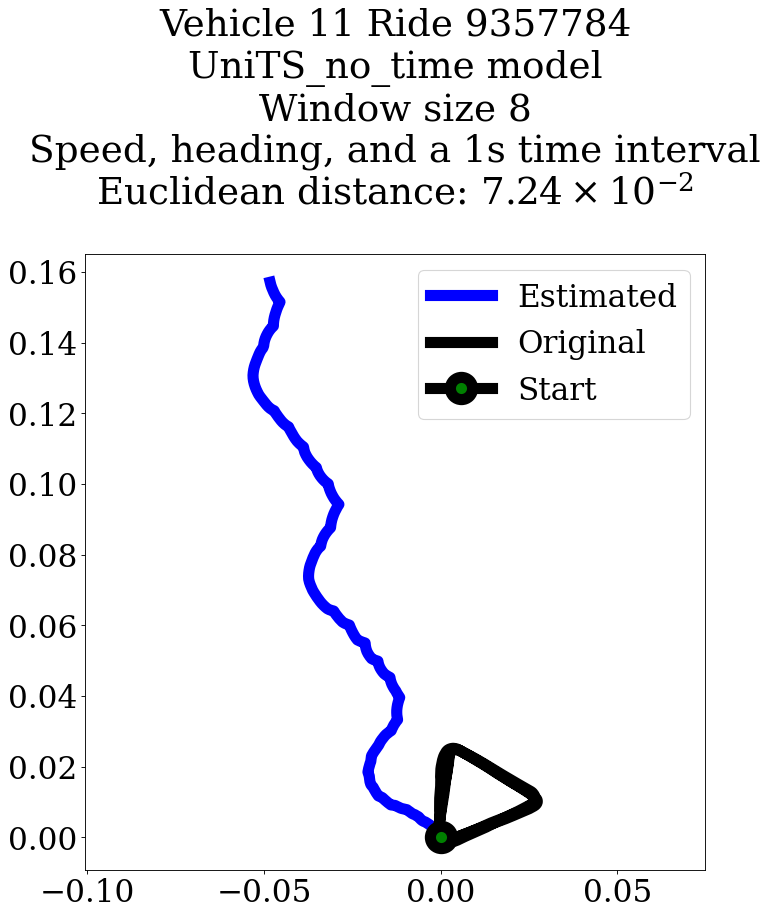 Vehicle 11 Ride 9357784
UniTS_no_time model
Window size 8
Speed, heading, and a 1s time interval
Euclidean distance: 7.24 × 10⁻²
Estimated
Original
Start
0.16
0.14
0.12
0.10
0.08
0.06
0.04
0.02
0.00
−0.10
−0.05
0.00
0.05